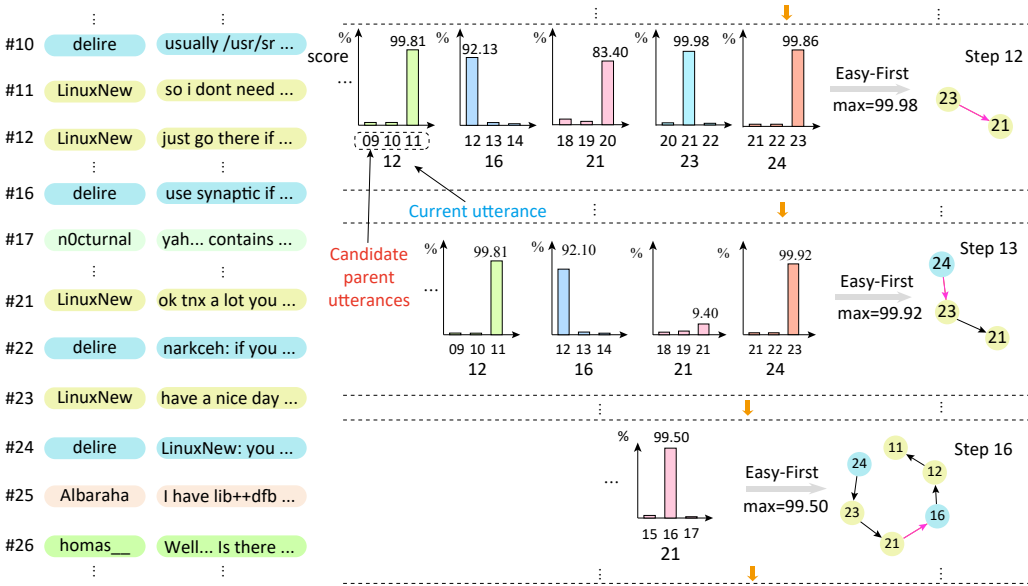 #10 delire usually /usr/sr ...
#11 LinuxNew so i dont need ...
#12 LinuxNew just go there if ...
#16 delire use synaptic if ...
#17 n0cturnal yah... contains ...
#21 LinuxNew ok tnx a lot you ...
#22 delire narkceh: if you ...
#23 LinuxNew have a nice day ...
#24 delire LinuxNew: you ...
#25 Albaraha I have lib++dfb ...
#26 homas__ Well... Is there ...
score
...
% 99.81
09 10 11
12
% 92.13
12 13 14
16
% 83.40
18 19 20
21
% 99.98
20 21 22
23
% 99.86
21 22 23
24
Easy-First
max=99.98
Step 12
23
21
Current utterance
Candidate
parent
utterances
...
% 99.81
09 10 11
12
% 92.10
12 13 14
16
% 9.40
18 19 21
21
% 99.92
21 22 23
24
Easy-First
max=99.92
Step 13
24
23
21
...
% 99.50
15 16 17
21
Easy-First
max=99.50
Step 16
11
24
12
23
16
21